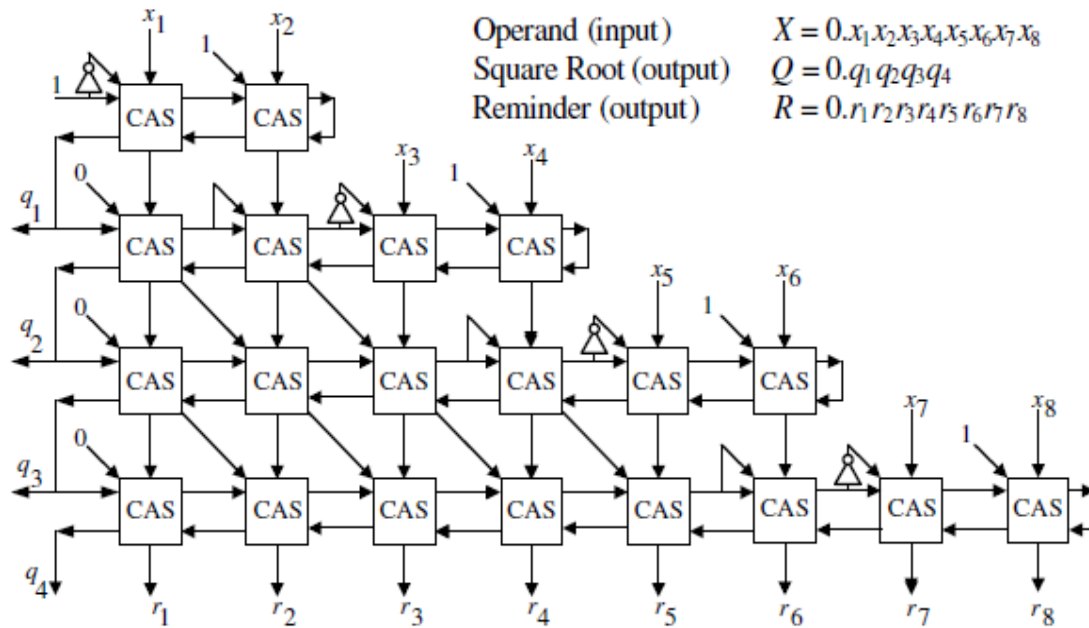 x1 x2
Operand (input) X = 0.x1x2x3x4x5x6x7x8
Square Root (output) Q = 0.q1q2q3q4
Reminder (output) R = 0.r1r2r3r4r5r6r7r8
1 1
CAS CAS
x3 x4
0 1
q1
CAS CAS CAS CAS
x5 x6
0 1
q2
CAS CAS CAS CAS CAS CAS
x7 x8
0 1
q3
CAS CAS CAS CAS CAS CAS CAS CAS
q4 r1 r2 r3 r4 r5 r6 r7 r8